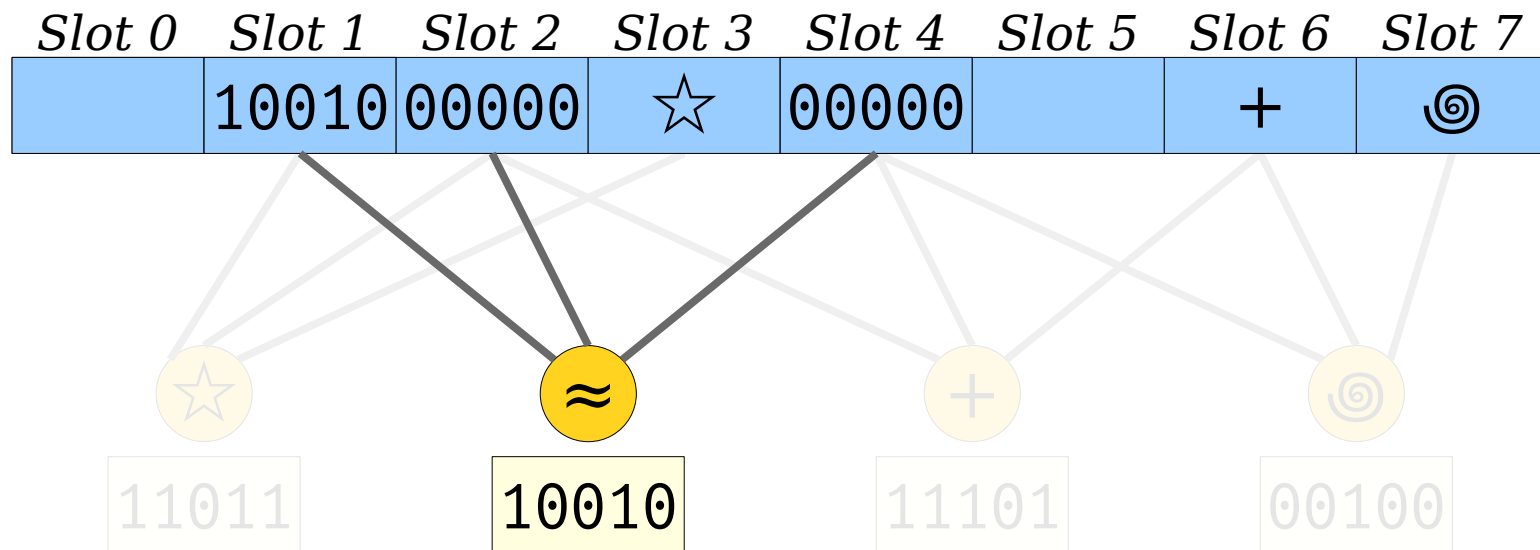 Slot 0 Slot 1 Slot 2 Slot 3 Slot 4 Slot 5 Slot 6 Slot 7
10010 00000 ☆ 00000 + ꩜
☆ ≈ + ꩜
11011 10010 11101 00100